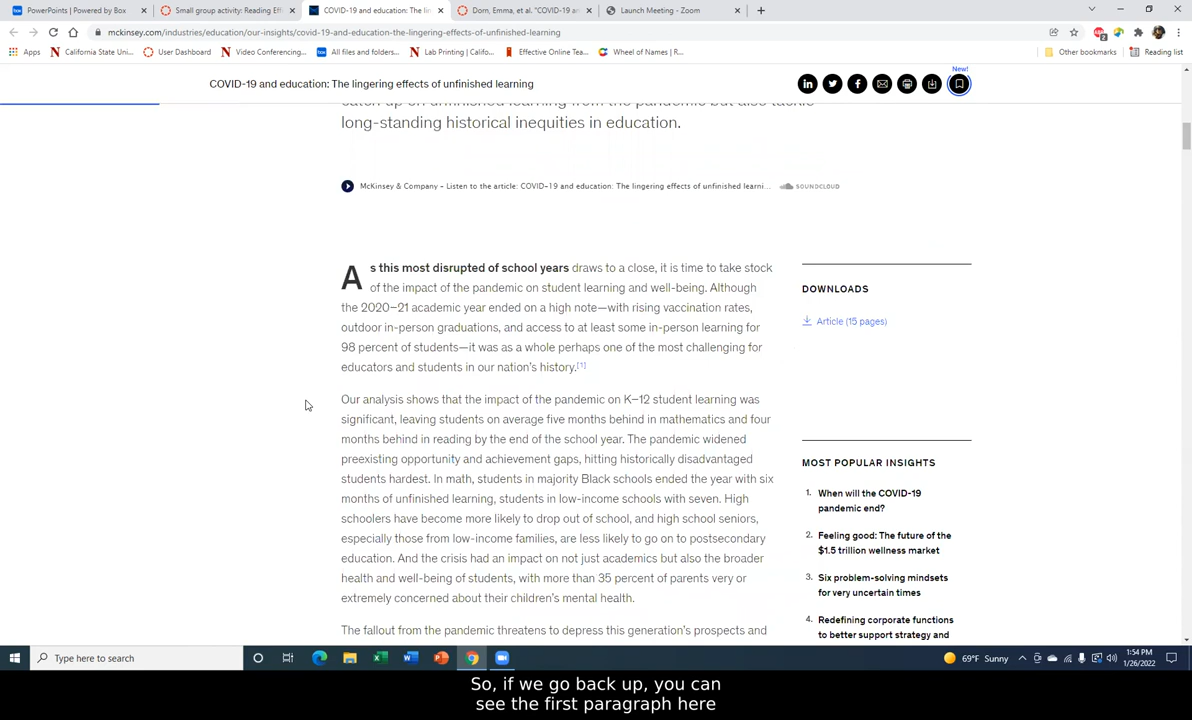 PowerPoints | Powered by Box
Small group activity: Reading Eff
COVID-19 and education: The lin
Dorn, Emma, et al. "COVID-19 an
Launch Meeting - Zoom
mckinsey.com/industries/education/our-insights/covid-19-and-education-the-lingering-effects-of-unfinished-learning
Apps
California State Uni...
User Dashboard
Video Conferencing...
All files and folders...
Lab Printing | Califo...
Effective Online Tea...
Wheel of Names | R...
Other bookmarks
Reading list
New!
COVID-19 and education: The lingering effects of unfinished learning
catch up on unfinished learning from the pandemic but also tackle
long-standing historical inequities in education.
McKinsey & Company - Listen to the article: COVID-19 and education: The lingering effects of unfinished learni...
SOUNDCLOUD
As this most disrupted of school years draws to a close, it is time to take stock
of the impact of the pandemic on student learning and well-being. Although
the 2020–21 academic year ended on a high note—with rising vaccination rates,
outdoor in-person graduations, and access to at least some in-person learning for
98 percent of students—it was as a whole perhaps one of the most challenging for
educators and students in our nation's history.[1]
Our analysis shows that the impact of the pandemic on K–12 student learning was
significant, leaving students on average five months behind in mathematics and four
months behind in reading by the end of the school year. The pandemic widened
preexisting opportunity and achievement gaps, hitting historically disadvantaged
students hardest. In math, students in majority Black schools ended the year with six
months of unfinished learning, students in low-income schools with seven. High
schoolers have become more likely to drop out of school, and high school seniors,
especially those from low-income families, are less likely to go on to postsecondary
education. And the crisis had an impact on not just academics but also the broader
health and well-being of students, with more than 35 percent of parents very or
extremely concerned about their children's mental health.
The fallout from the pandemic threatens to depress this generation's prospects and
DOWNLOADS
Article (15 pages)
MOST POPULAR INSIGHTS
1. When will the COVID-19
pandemic end?
2. Feeling good: The future of the
$1.5 trillion wellness market
3. Six problem-solving mindsets
for very uncertain times
4. Redefining corporate functions
to better support strategy and
Type here to search
69°F Sunny
1:54 PM
1/26/2022
So, if we go back up, you can
see the first paragraph here